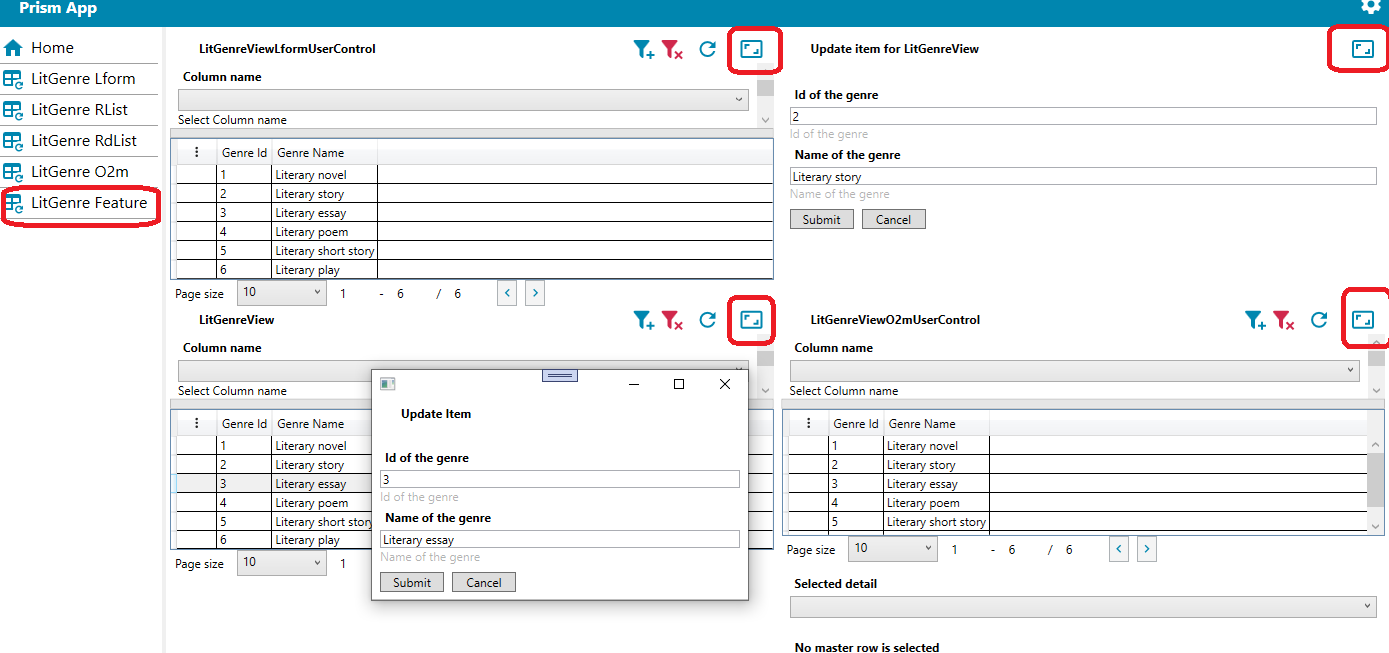 Prism App
Home
LitGenre Lform
LitGenre RList
LitGenre RdList
LitGenre O2m
LitGenre Feature
LitGenreViewLformUserControl
Column name
Select Column name
Genre Id Genre Name
1 Literary novel
2 Literary story
3 Literary essay
4 Literary poem
5 Literary short story
6 Literary play
Page size 10 1 - 6 / 6 < >
Update item for LitGenreView
Id of the genre
2
Id of the genre
Name of the genre
Literary story
Name of the genre
Submit Cancel
LitGenreView
Column name
Select Column name
Genre Id Genre Name
1 Literary novel
2 Literary story
3 Literary essay
4 Literary poem
5 Literary short story
6 Literary play
Page size 10 1
Update Item
Id of the genre
3
Id of the genre
Name of the genre
Literary essay
Name of the genre
Submit Cancel
LitGenreViewO2mUserControl
Column name
Select Column name
Genre Id Genre Name
1 Literary novel
2 Literary story
3 Literary essay
4 Literary poem
5 Literary short story
Page size 10 1 - 6 / 6 < >
Selected detail
No master row is selected